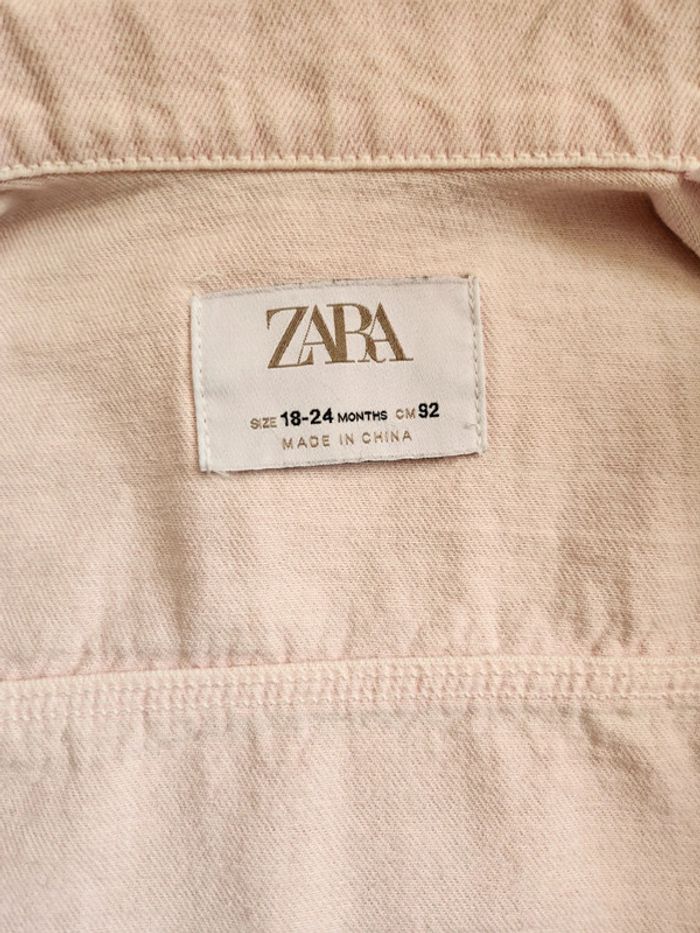 ZARA
SIZE 18-24 MONTHS CM 92
MADE IN CHINA